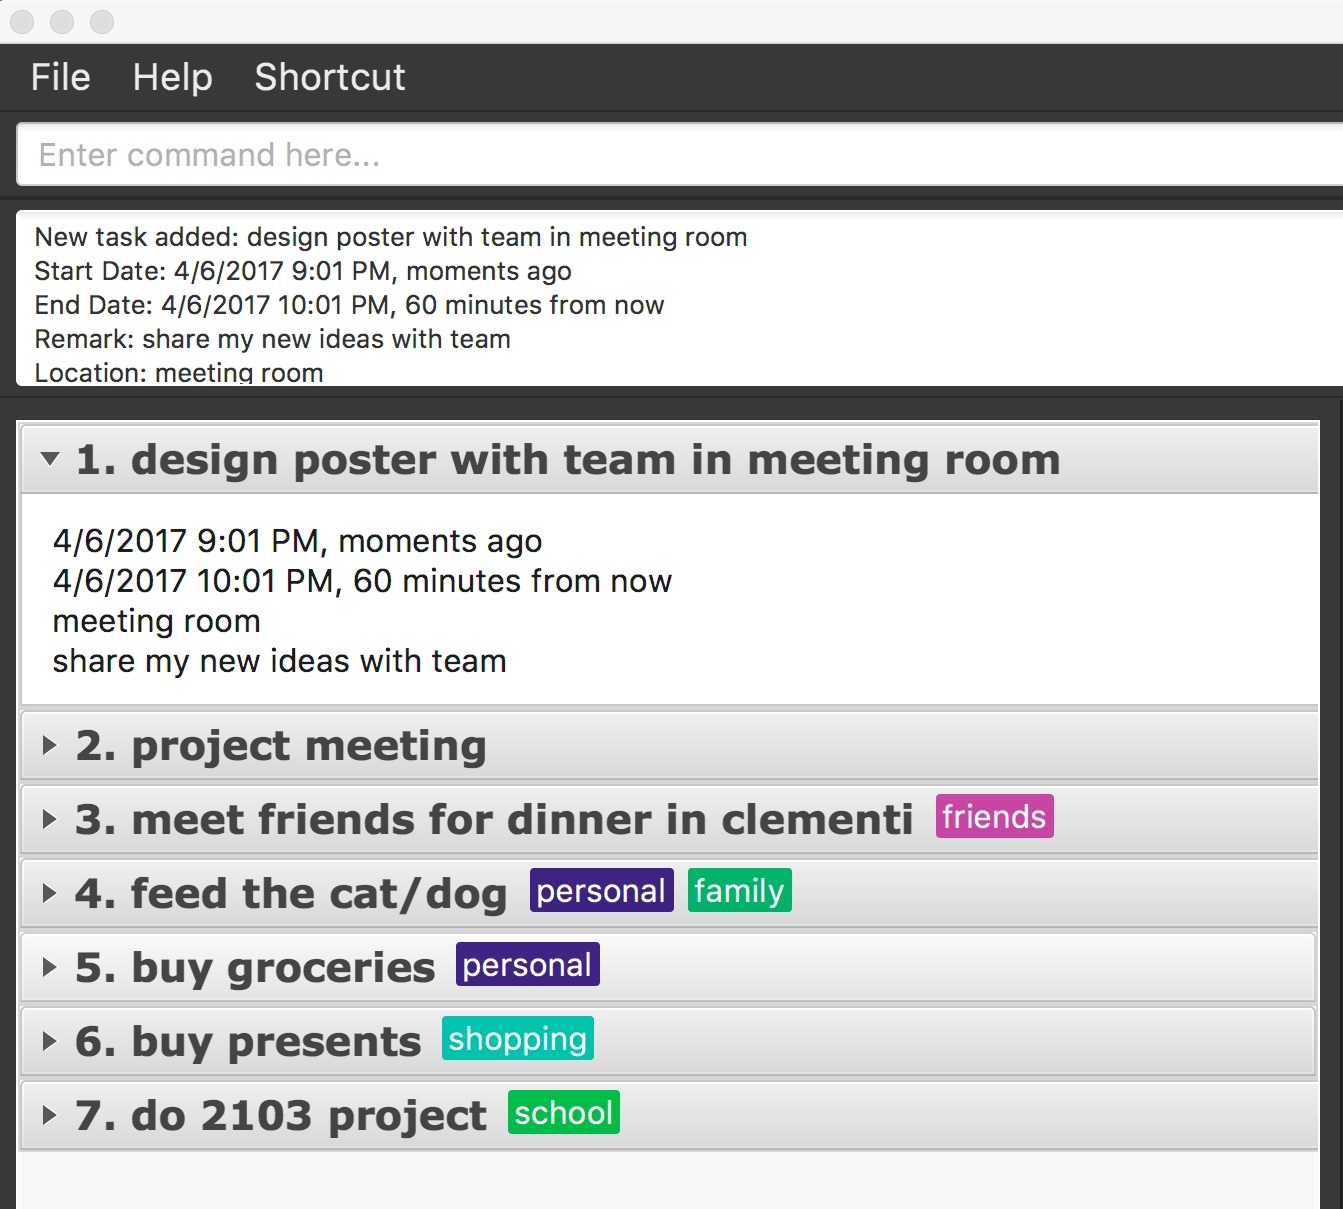 File Help Shortcut
Enter command here...
New task added: design poster with team in meeting room
Start Date: 4/6/2017 9:01 PM, moments ago
End Date: 4/6/2017 10:01 PM, 60 minutes from now
Remark: share my new ideas with team
Location: meeting room
1. design poster with team in meeting room
4/6/2017 9:01 PM, moments ago
4/6/2017 10:01 PM, 60 minutes from now
meeting room
share my new ideas with team
2. project meeting
3. meet friends for dinner in clementi friends
4. feed the cat/dog personal family
5. buy groceries personal
6. buy presents shopping
7. do 2103 project school